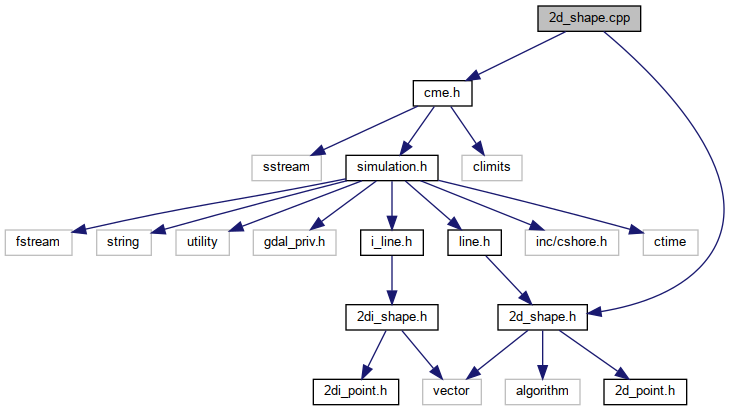 2d_shape.cpp
cme.h
sstream
simulation.h
climits
fstream
string
utility
gdal_priv.h
i_line.h
line.h
inc/cshore.h
ctime
2di_shape.h
2d_shape.h
2di_point.h
vector
algorithm
2d_point.h